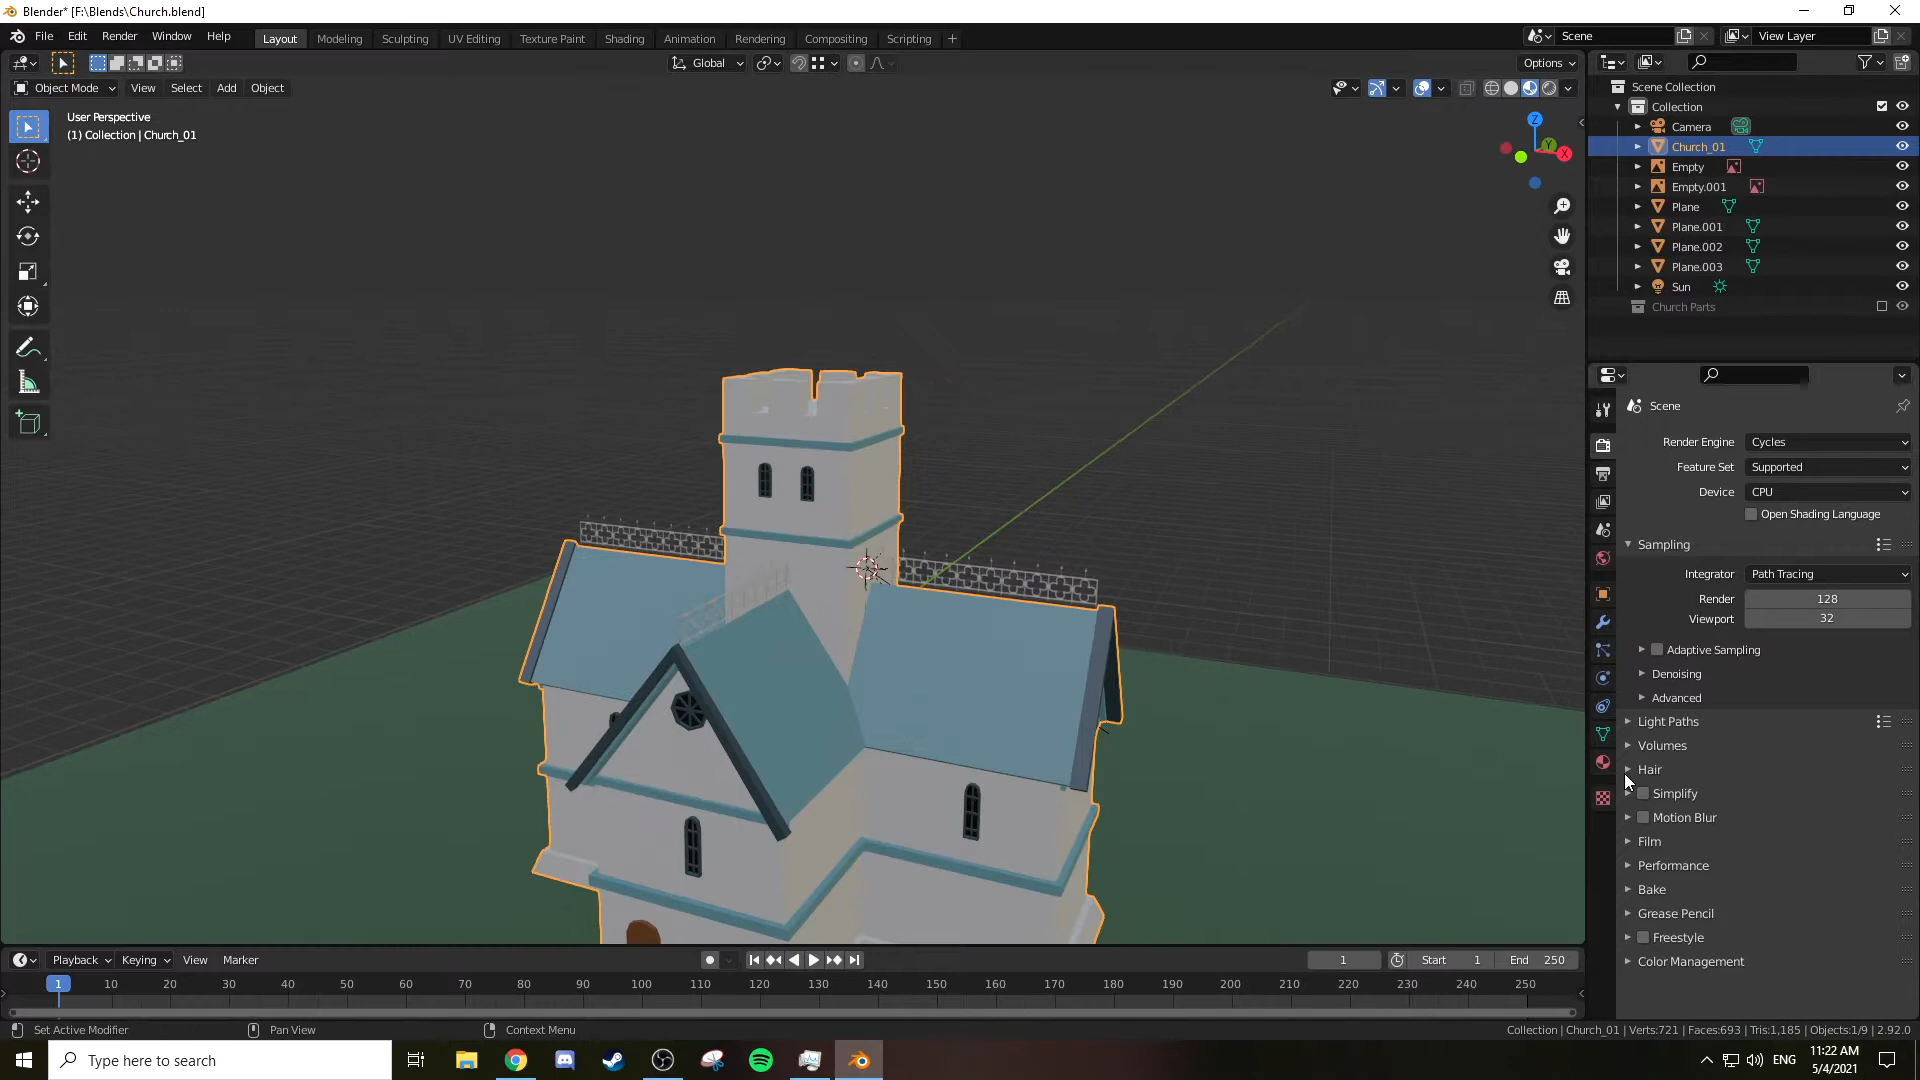 Blender* [F:\Blends\Church.blend]
File Edit Render Window Help
Layout Modeling Sculpting UV Editing Texture Paint Shading Animation Rendering Compositing Scripting
Scene View Layer
Global Options
Object Mode View Select Add Object
User Perspective
(1) Collection | Church_01
Z
Y
X
Scene Collection
Collection
Camera
Church_01
Empty
Empty.001
Plane
Plane.001
Plane.002
Plane.003
Sun
Church Parts
Scene
Render Engine Cycles
Feature Set Supported
Device CPU
Open Shading Language
Sampling
Integrator Path Tracing
Render 128
Viewport 32
Adaptive Sampling
Denoising
Advanced
Light Paths
Volumes
Hair
Simplify
Motion Blur
Film
Performance
Bake
Grease Pencil
Freestyle
Color Management
Playback Keying View Marker 1 Start 1 End 250
1 10 20 30 40 50 60 70 80 90 100 110 120 130 140 150 160 170 180 190 200 210 220 230 240 250
Set Active Modifier Pan View Context Menu Collection | Church_01 | Verts:721 | Faces:693 | Tris:1,185 | Objects:1/9 | 2.92.0
Type here to search
ENG
11:22 AM
5/4/2021